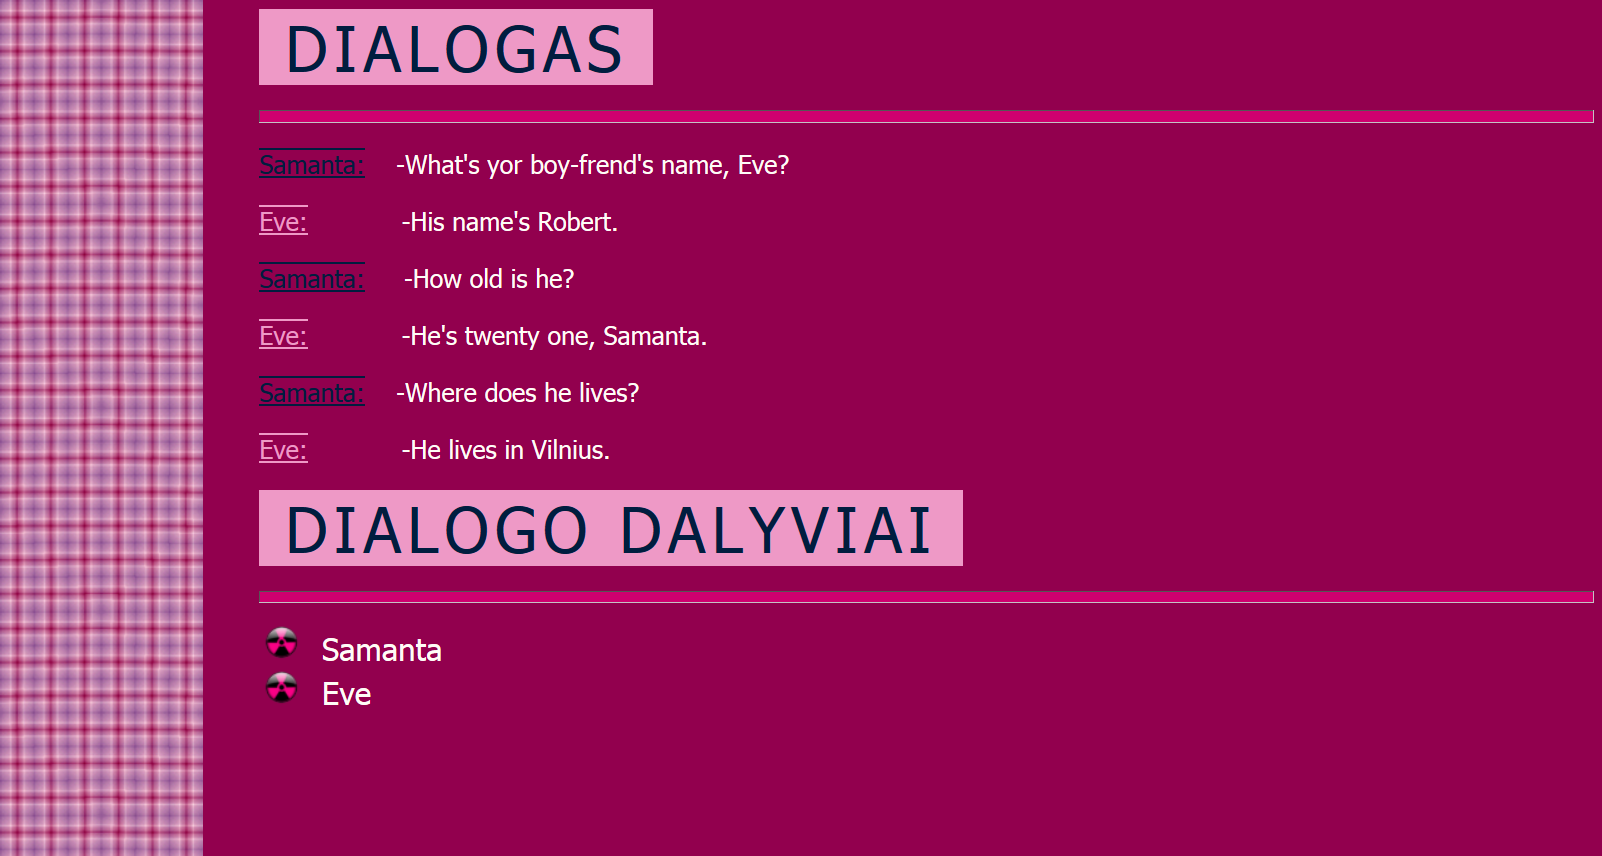 DIALOGAS
Samanta: -What's yor boy-frend's name, Eve?
Eve: -His name's Robert.
Samanta: -How old is he?
Eve: -He's twenty one, Samanta.
Samanta: -Where does he lives?
Eve: -He lives in Vilnius.
DIALOGO DALYVIAI
Samanta
Eve